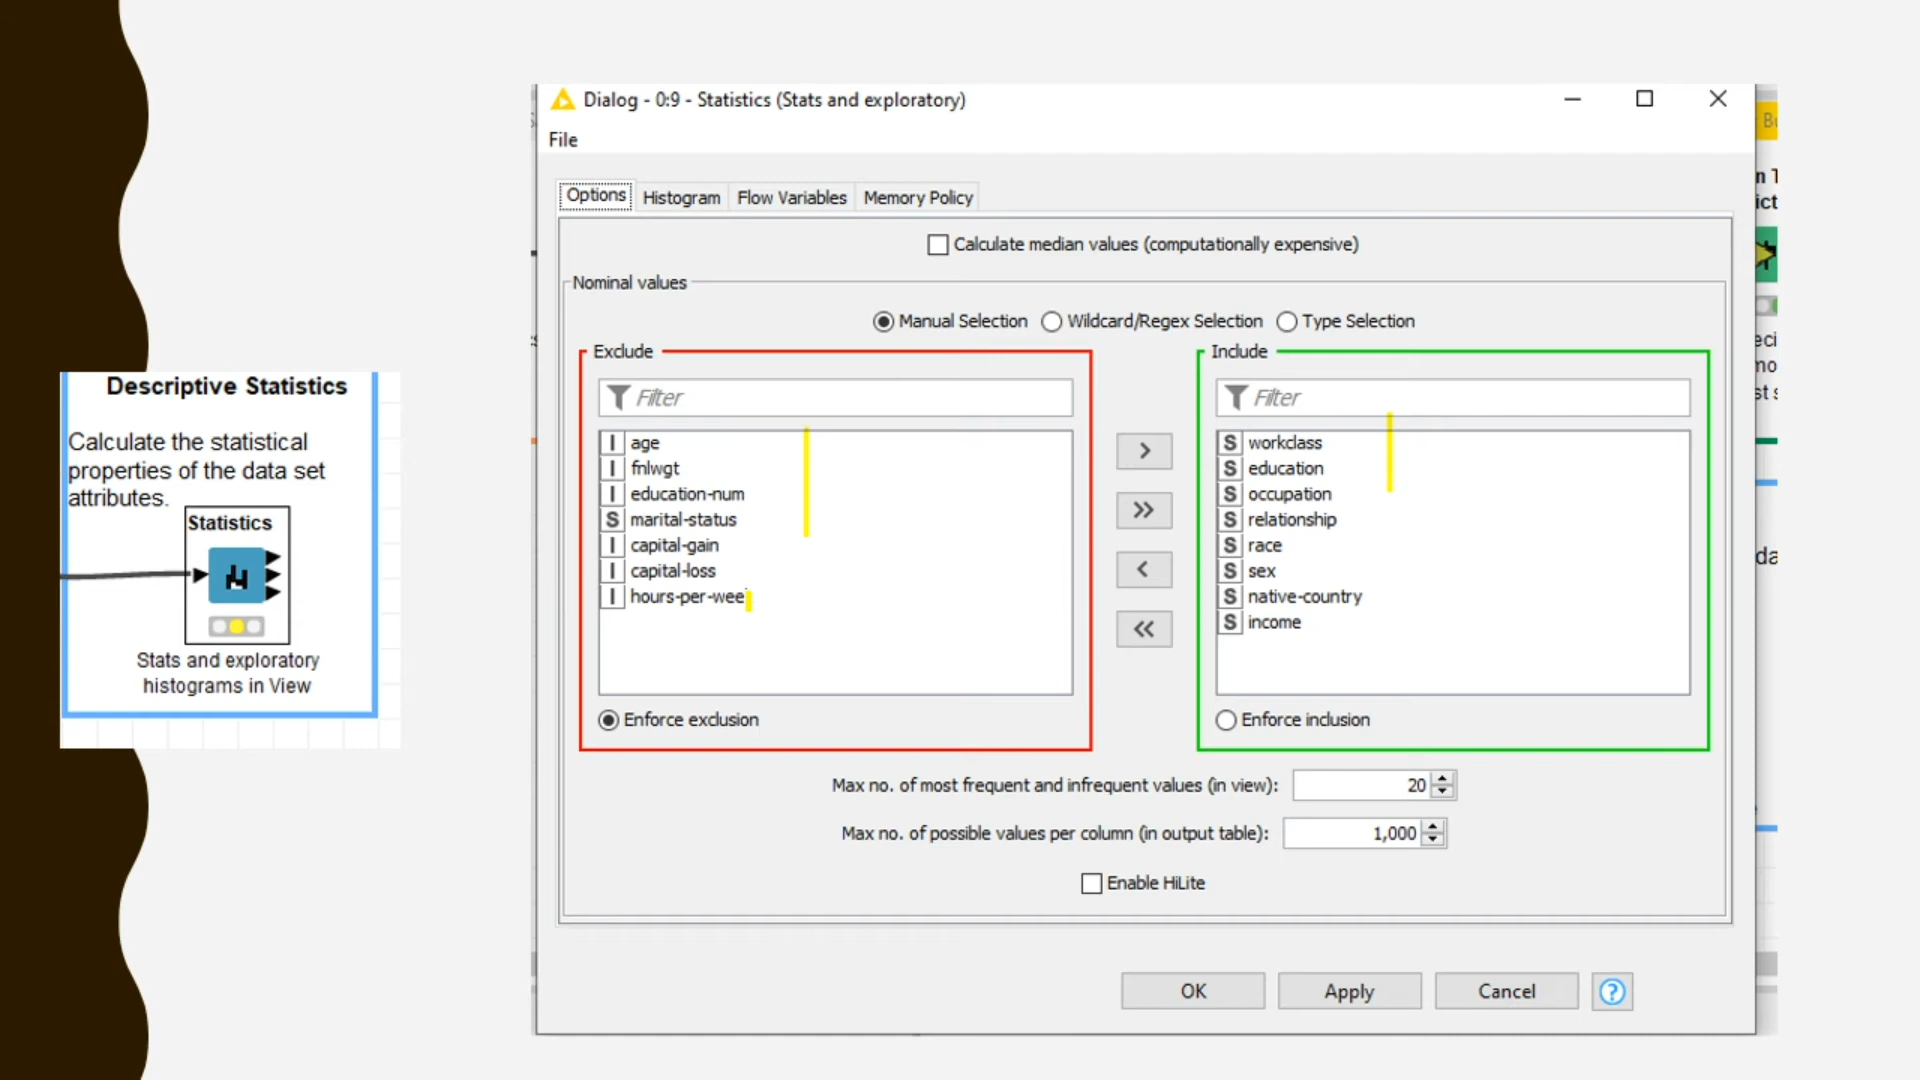 Descriptive Statistics
Calculate the statistical
properties of the data set
attributes.
Statistics
Stats and exploratory
histograms in View
Dialog - 0:9 - Statistics (Stats and exploratory)
File
Options Histogram Flow Variables Memory Policy
Calculate median values (computationally expensive)
Nominal values
Manual Selection Wildcard/Regex Selection Type Selection
Exclude
Filter
I age
I fnlwgt
I education-num
S marital-status
I capital-gain
I capital-loss
I hours-per-wee
Enforce exclusion
>
>>
<
<<
Include
Filter
S workclass
S education
S occupation
S relationship
S race
S sex
S native-country
S income
Enforce inclusion
Max no. of most frequent and infrequent values (in view): 20
Max no. of possible values per column (in output table): 1,000
Enable HiLite
OK Apply Cancel ?